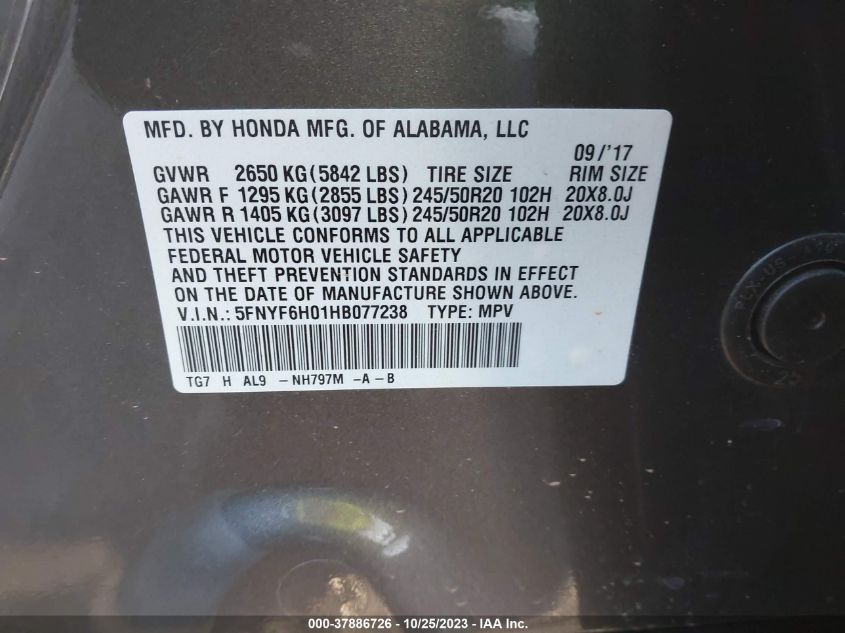 MFD. BY HONDA MFG. OF ALABAMA, LLC
09/'17
GVWR 2650 KG(5842 LBS) TIRE SIZE RIM SIZE
GAWR F 1295 KG(2855 LBS) 245/50R20 102H 20X8.0J
GAWR R 1405 KG(3097 LBS) 245/50R20 102H 20X8.0J
THIS VEHICLE CONFORMS TO ALL APPLICABLE
FEDERAL MOTOR VEHICLE SAFETY
AND THEFT PREVENTION STANDARDS IN EFFECT
ON THE DATE OF MANUFACTURE SHOWN ABOVE.
V.I.N.: 5FNYF6H01HB077238 TYPE: MPV
TG7 H AL9 -NH797M -A-B
000-37886726 - 10/25/2023 - IAA Inc.